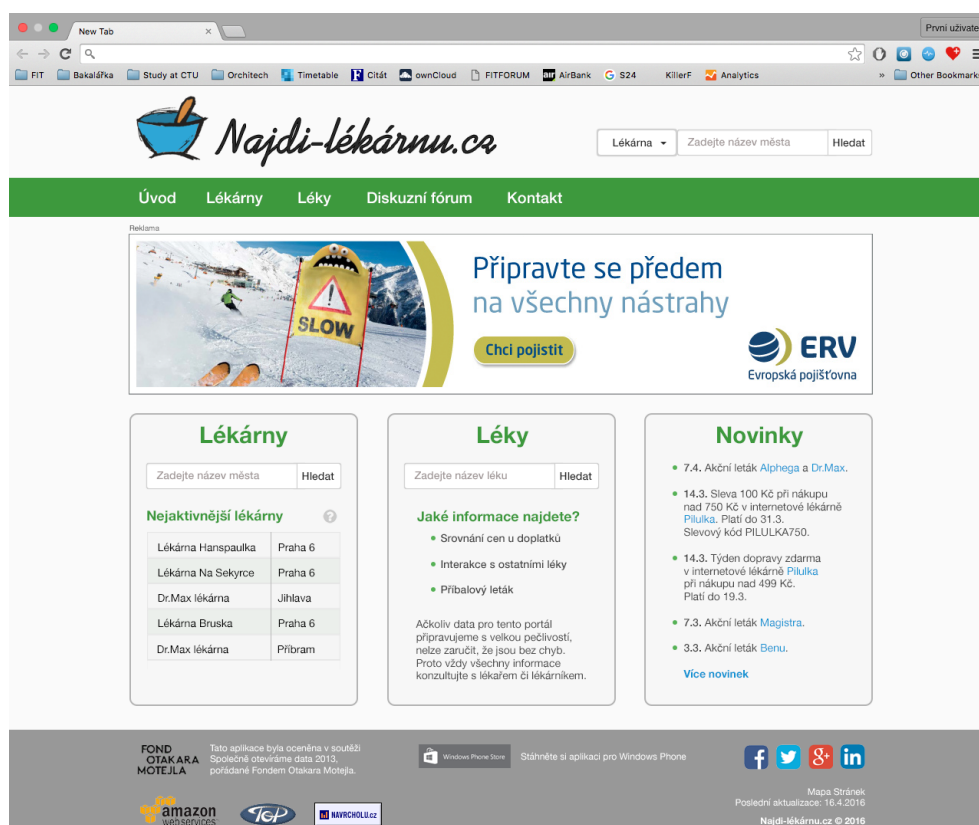 New Tab
První uživate
FIT Bakalářka Study at CTU Orchitech Timetable Citát ownCloud FITFORUM AirBank S24 KillerF Analytics » Other Bookmark
Najdi-lékárnu.cz
Lékárna Zadejte název města Hledat
Úvod Lékárny Léky Diskuzní fórum Kontakt
Reklama
SLOW
Připravte se předem
na všechny nástrahy
Chci pojistit
ERV
Evropská pojišťovna
Lékárny
Zadejte název města Hledat
Nejaktivnější lékárny ?
Lékárna Hanspaulka Praha 6
Lékárna Na Sekyrce Praha 6
Dr.Max lékárna Jihlava
Lékárna Bruska Praha 6
Dr.Max lékárna Příbram
Léky
Zadejte název léku Hledat
Jaké informace najdete?
• Srovnání cen u doplatků
• Interakce s ostatními léky
• Příbalový leták
Ačkoliv data pro tento portál
připravujeme s velkou pečlivostí,
nelze zaručit, že jsou bez chyb.
Proto vždy všechny informace
konzultujte s lékařem či lékárníkem.
Novinky
• 7.4. Akční leták Alphega a Dr.Max.
• 14.3. Sleva 100 Kč při nákupu
nad 750 Kč v internetové lékárně
Pilulka. Platí do 31.3.
Slevový kód PILULKA750.
• 14.3. Týden dopravy zdarma
v internetové lékárně Pilulka
při nákupu nad 499 Kč.
Platí do 19.3.
• 7.3. Akční leták Magistra.
• 3.3. Akční leták Benu.
Více novinek
FOND
OTAKARA
MOTEJLA
Tato aplikace byla oceněna v soutěži
Společně otevíráme data 2013,
pořádané Fondem Otakara Motejla.
Windows Phone Store Stáhněte si aplikaci pro Windows Phone
amazon
webservices
TOP
NAVRCHOLU.cz
Mapa Stránek
Poslední aktualizace: 16.4.2016
Najdi-lékárnu.cz © 2016